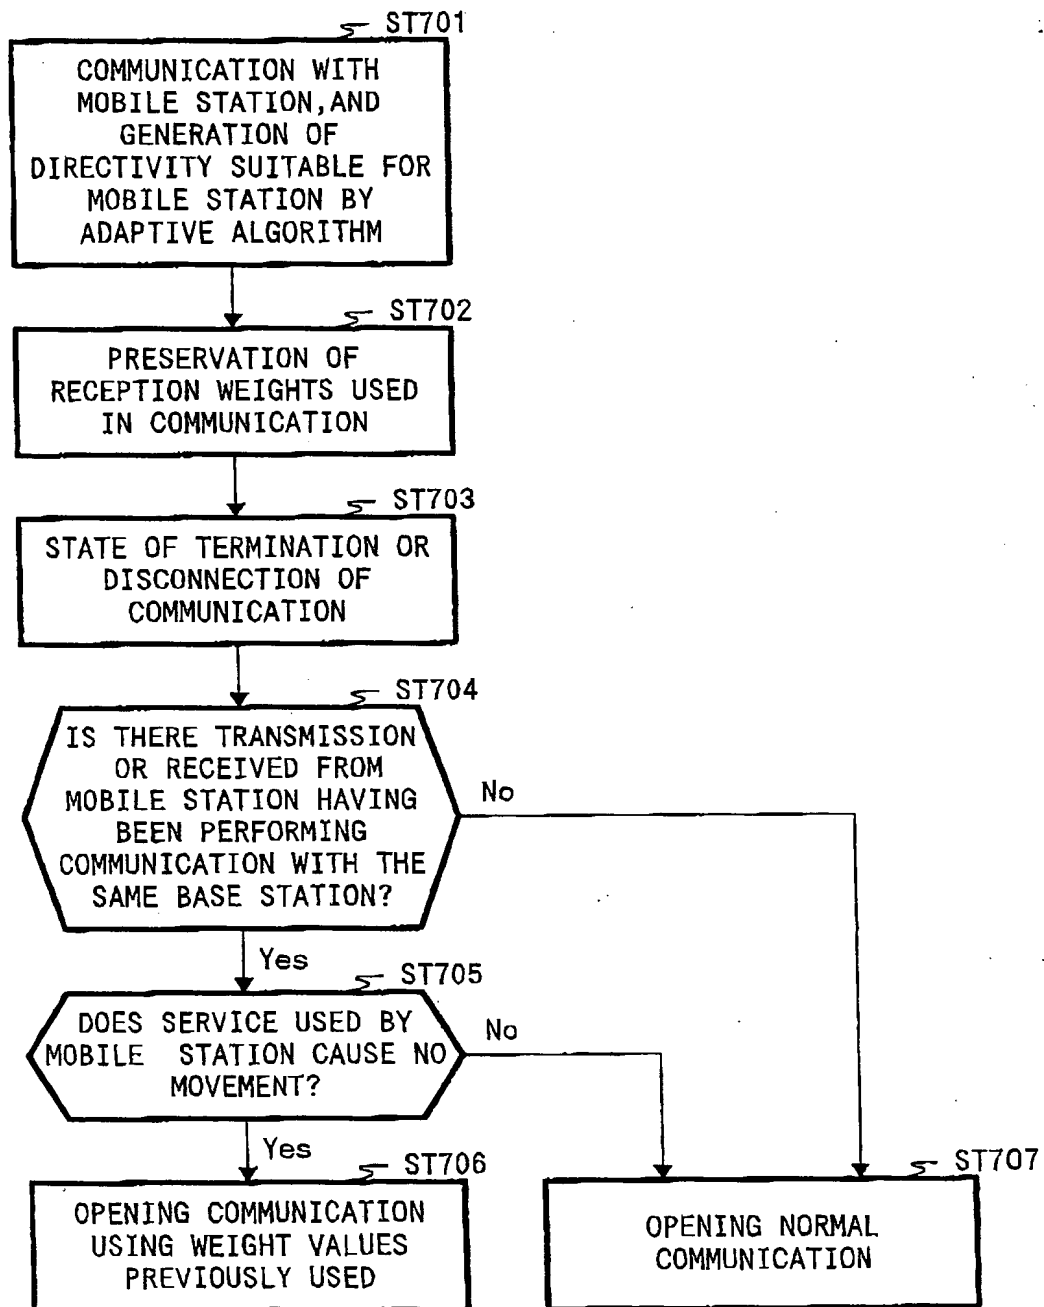 ST701
COMMUNICATION WITH
MOBILE STATION,AND
GENERATION OF
DIRECTIVITY SUITABLE FOR
MOBILE STATION BY
ADAPTIVE ALGORITHM
ST702
PRESERVATION OF
RECEPTION WEIGHTS USED
IN COMMUNICATION
ST703
STATE OF TERMINATION OR
DISCONNECTION OF
COMMUNICATION
ST704
IS THERE TRANSMISSION
OR RECEIVED FROM
MOBILE STATION HAVING
BEEN PERFORMING
COMMUNICATION WITH THE
SAME BASE STATION?
No
Yes
ST705
DOES SERVICE USED BY
MOBILE STATION CAUSE NO
MOVEMENT?
No
Yes
ST706
OPENING COMMUNICATION
USING WEIGHT VALUES
PREVIOUSLY USED
ST707
OPENING NORMAL
COMMUNICATION